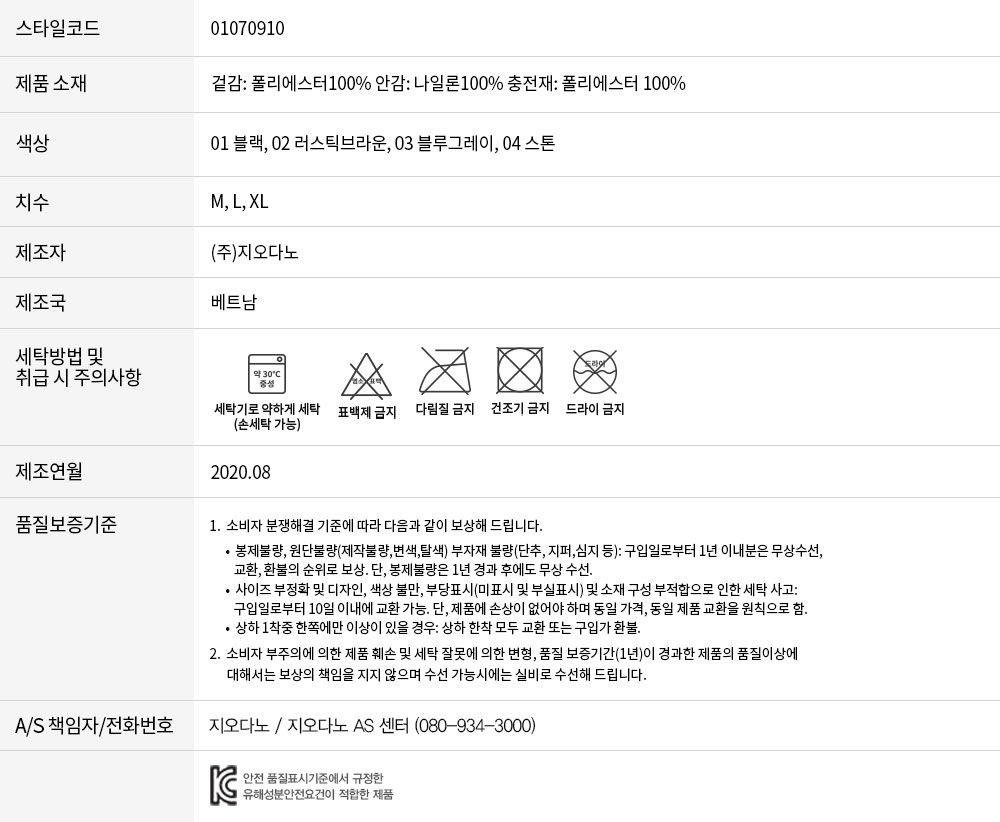 스타일코드 01070910
제품 소재 겉감: 폴리에스터100% 안감: 나일론100% 충전재: 폴리에스터 100%
색상 01 블랙, 02 러스틱브라운, 03 블루그레이, 04 스톤
치수 M, L, XL
제조자 (주)지오다노
제조국 베트남
세탁방법 및
취급 시 주의사항
약 30℃
중성
염소 표백
드라이
세탁기로 약하게 세탁
(손세탁 가능)
표백제 금지
다림질 금지
건조기 금지
드라이 금지
제조연월 2020.08
품질보증기준
1. 소비자 분쟁해결 기준에 따라 다음과 같이 보상해 드립니다.
• 봉제불량, 원단불량(제작불량,변색,탈색) 부자재 불량(단추, 지퍼,심지 등): 구입일로부터 1년 이내분은 무상수선,
교환, 환불의 순위로 보상. 단, 봉제불량은 1년 경과 후에도 무상 수선.
• 사이즈 부정확 및 디자인, 색상 불만, 부당표시(미표시 및 부실표시) 및 소재 구성 부적합으로 인한 세탁 사고:
구입일로부터 10일 이내에 교환 가능. 단, 제품에 손상이 없어야 하며 동일 가격, 동일 제품 교환을 원칙으로 함.
• 상하 1착중 한쪽에만 이상이 있을 경우: 상하 한착 모두 교환 또는 구입가 환불.
2. 소비자 부주의에 의한 제품 훼손 및 세탁 잘못에 의한 변형, 품질 보증기간(1년)이 경과한 제품의 품질이상에
대해서는 보상의 책임을 지지 않으며 수선 가능시에는 실비로 수선해 드립니다.
A/S 책임자/전화번호 지오다노 / 지오다노 AS 센터 (080-934-3000)
안전 품질표시기준에서 규정한
유해성분안전요건이 적합한 제품